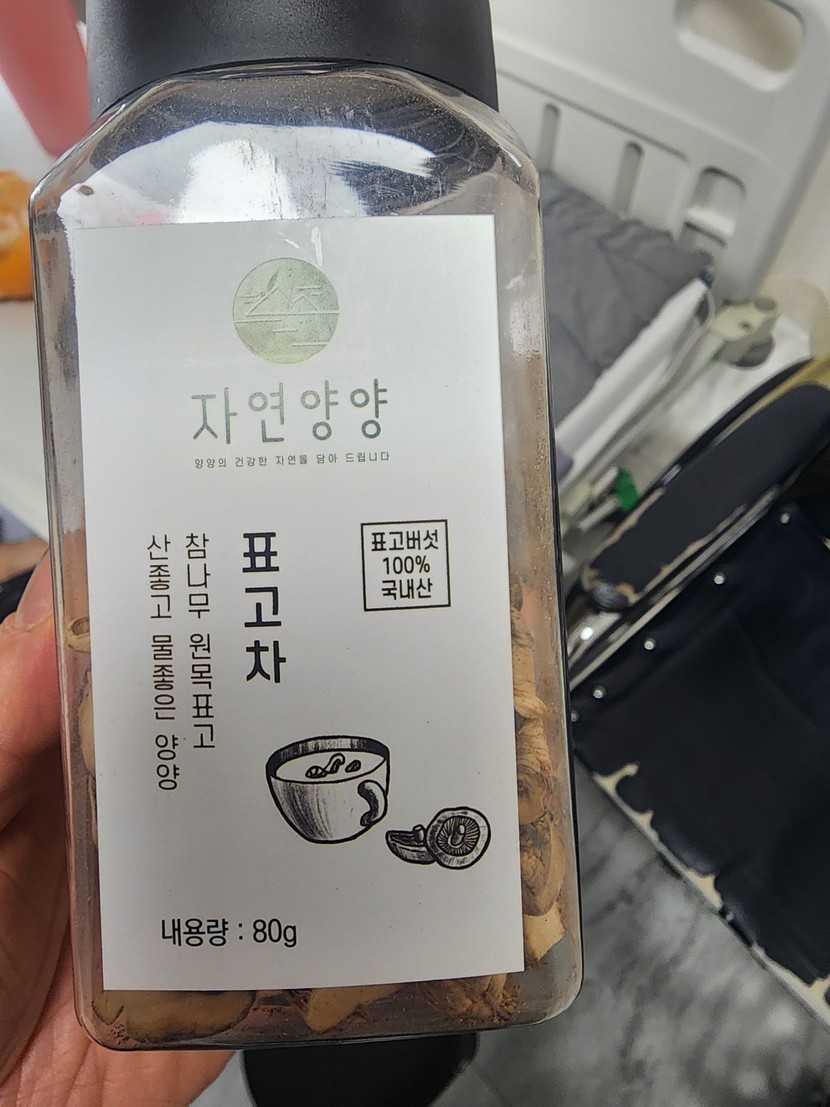 자연양양
양양의 건강한 자연을 담아 드립니다
표고버섯
100%
국내산
표고차
참나무 원목표고
산좋고 물좋은 양양
내용량 : 80g